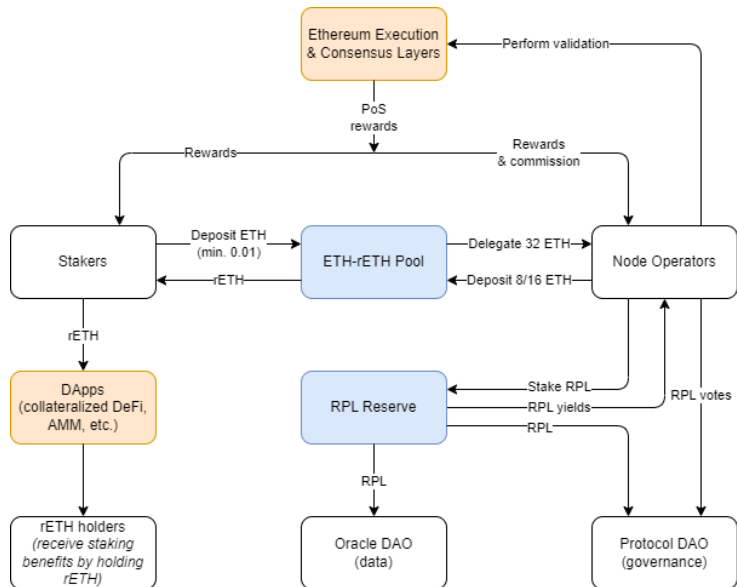 Ethereum Execution
& Consensus Layers
Perform validation
PoS
rewards
Rewards
Rewards
& commission
Stakers
Deposit ETH
(min. 0.01)
rETH
ETH-rETH Pool
Delegate 32 ETH
Deposit 8/16 ETH
Node Operators
rETH
DApps
(collateralized DeFi,
AMM, etc.)
RPL Reserve
Stake RPL
RPL yields
RPL
RPL votes
RPL
rETH holders
(receive staking
benefits by holding
rETH)
Oracle DAO
(data)
Protocol DAO
(governance)